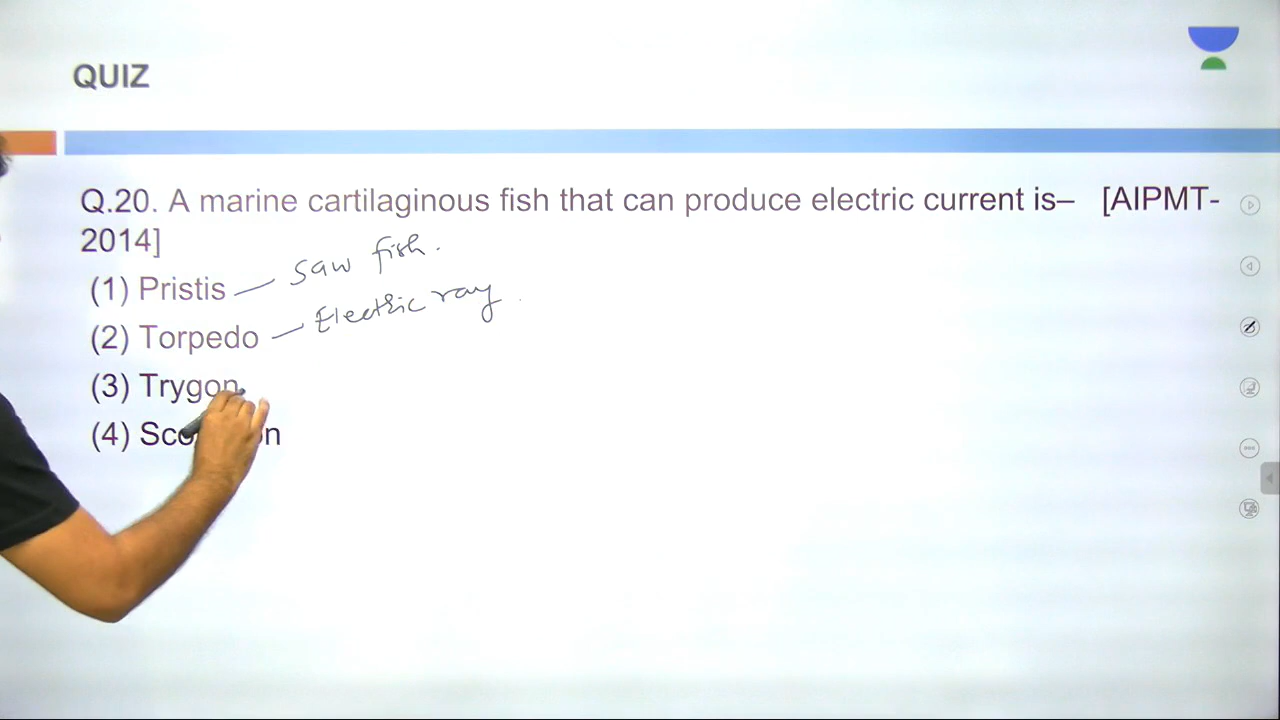 QUIZ
Q.20. A marine cartilaginous fish that can produce electric current is– [AIPMT-
2014]
(1) Pristis — Saw fish.
(2) Torpedo — Electric ray.
(3) Trygon
(4)